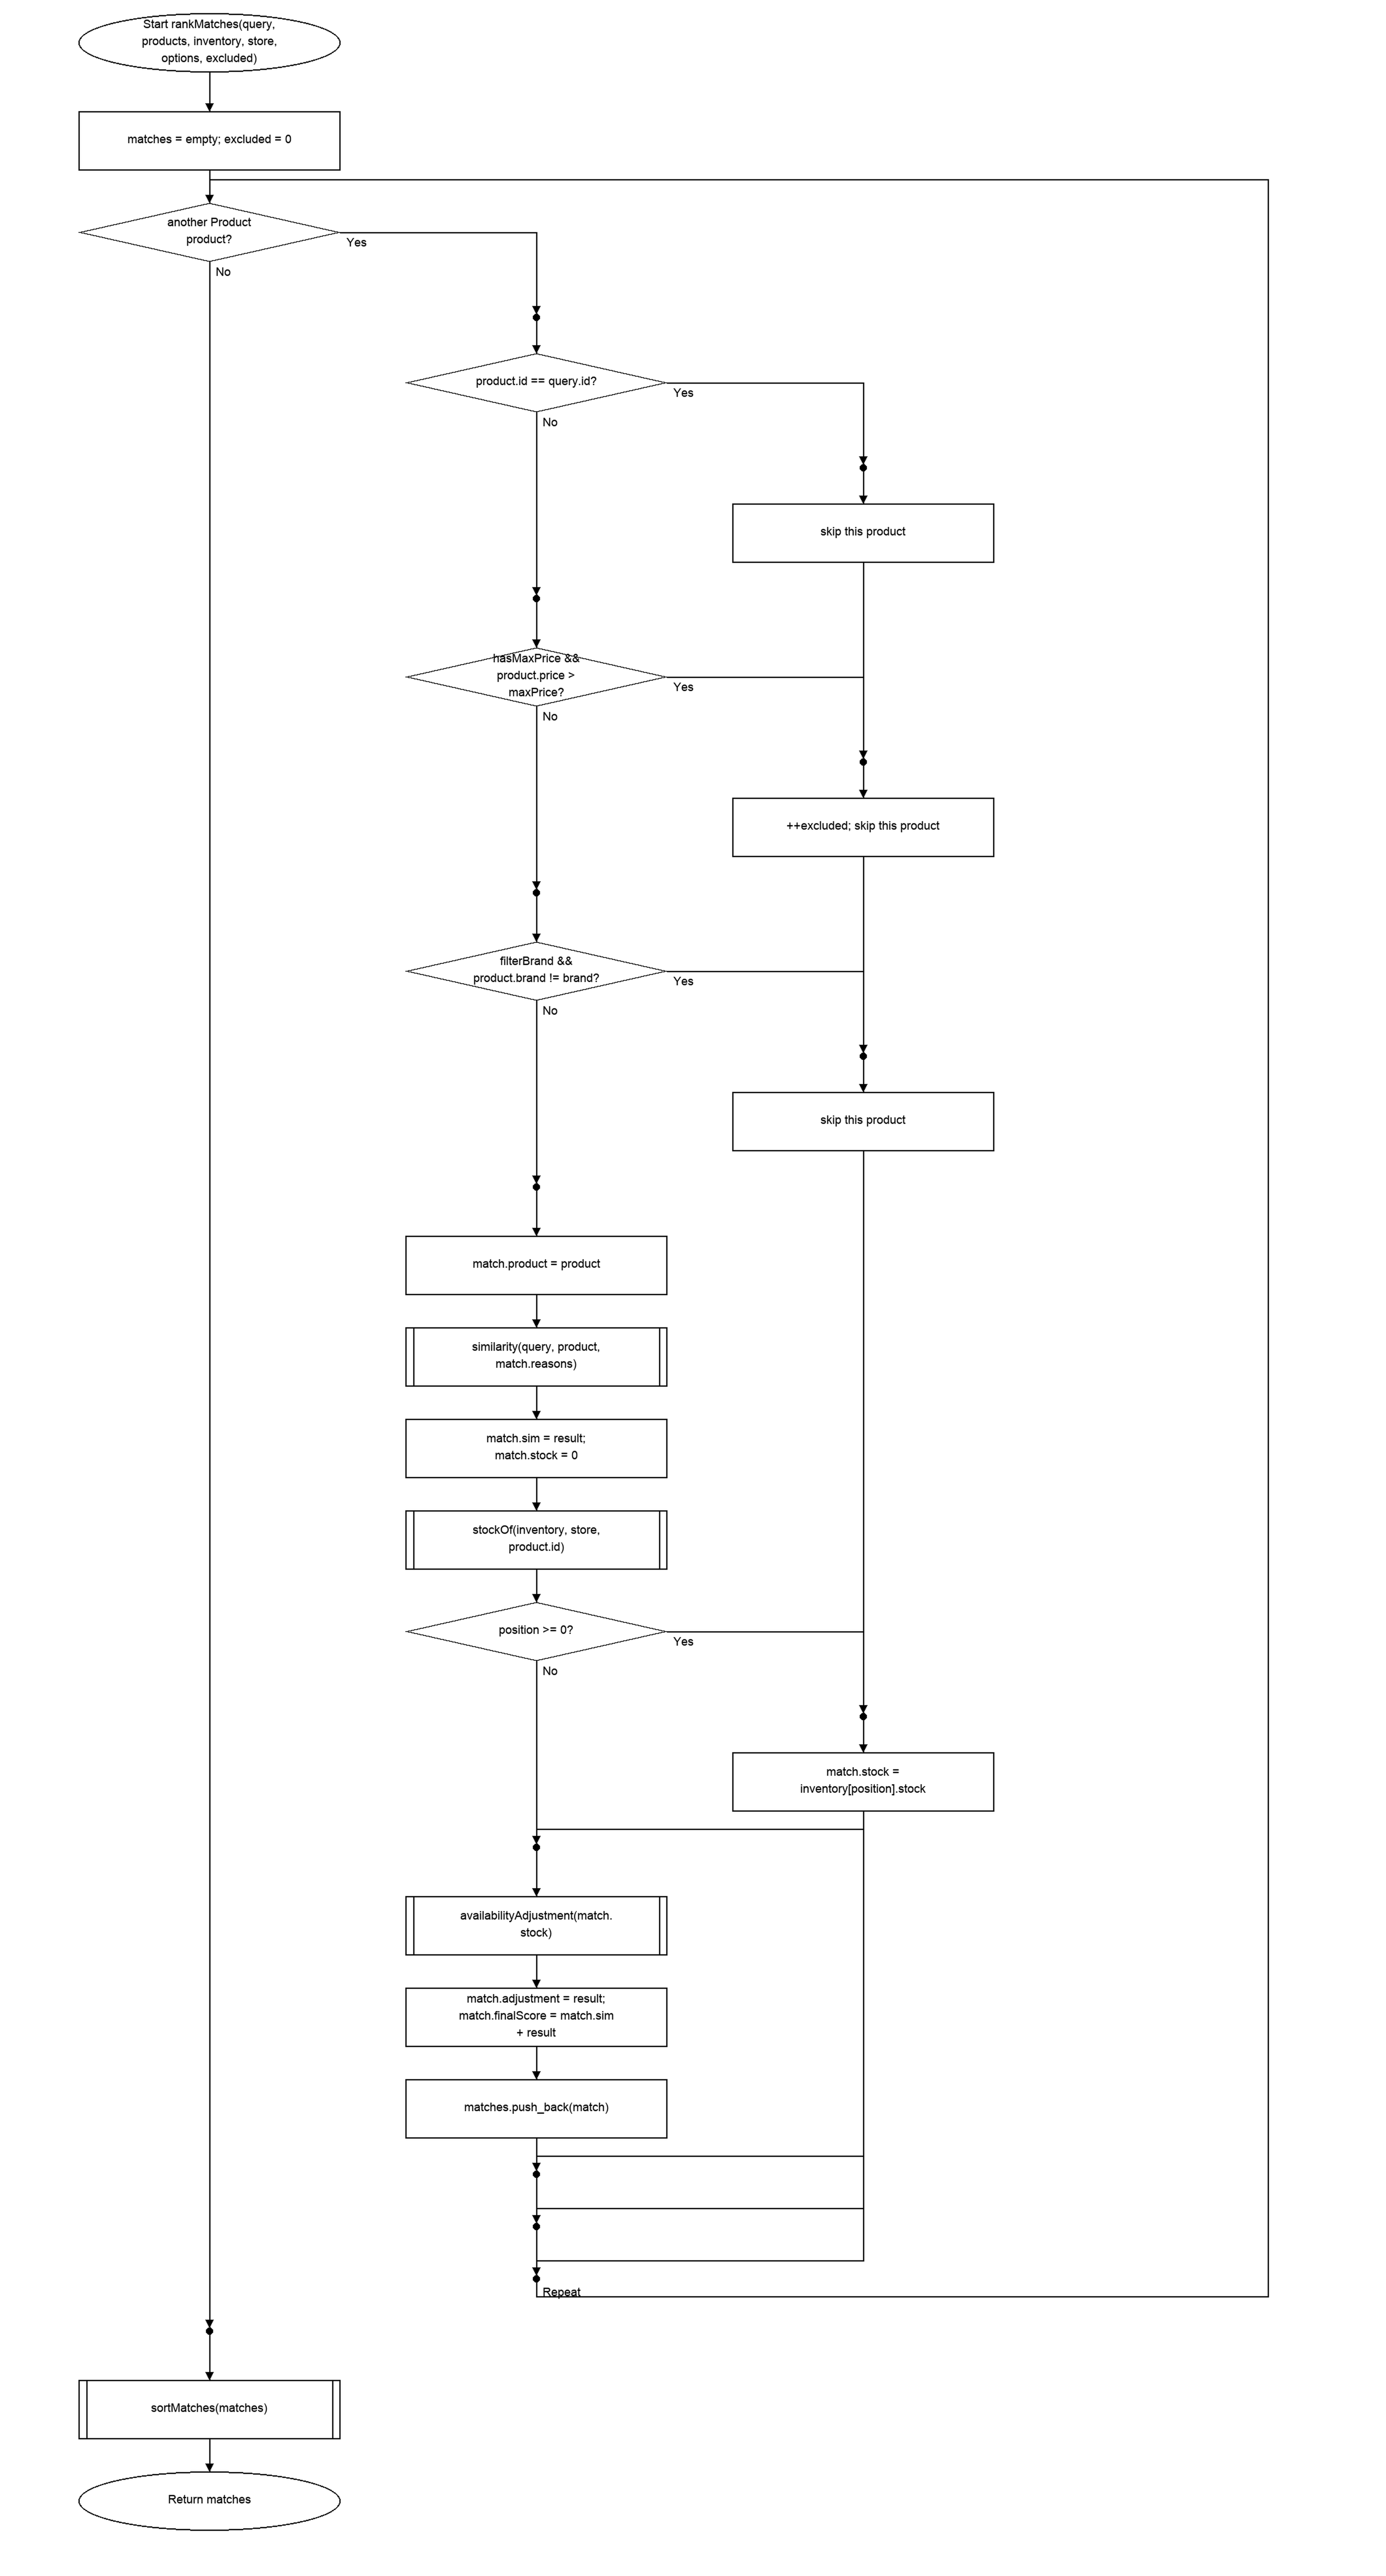 Start rankMatches(query,
products, inventory, store,
options, excluded)
matches = empty; excluded = 0
another Product
product?
Yes
No
product.id == query.id?
Yes
No
skip this product
hasMaxPrice &&
product.price >
maxPrice?
Yes
No
++excluded; skip this product
filterBrand &&
product.brand != brand?
Yes
No
skip this product
match.product = product
similarity(query, product,
match.reasons)
match.sim = result;
match.stock = 0
stockOf(inventory, store,
product.id)
position >= 0?
Yes
No
match.stock =
inventory[position].stock
availabilityAdjustment(match.
stock)
match.adjustment = result;
match.finalScore = match.sim
+ result
matches.push_back(match)
Repeat
sortMatches(matches)
Return matches